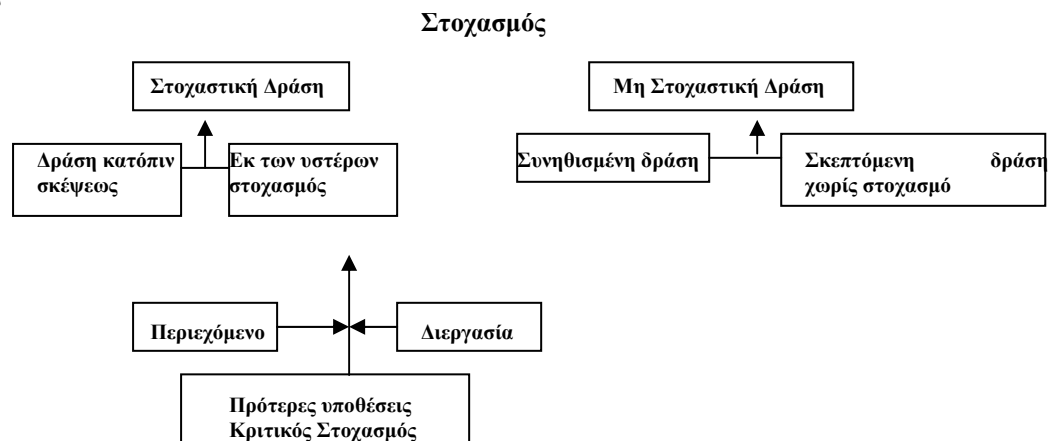 Στοχασμός
Στοχαστική Δράση
Μη Στοχαστική Δράση
Δράση κατόπιν
σκέψεως
Εκ των υστέρων
στοχασμός
Συνηθισμένη δράση
Σκεπτόμενη δράση
χωρίς στοχασμό
Περιεχόμενο
Διεργασία
Πρότερες υποθέσεις
Κριτικός Στοχασμός